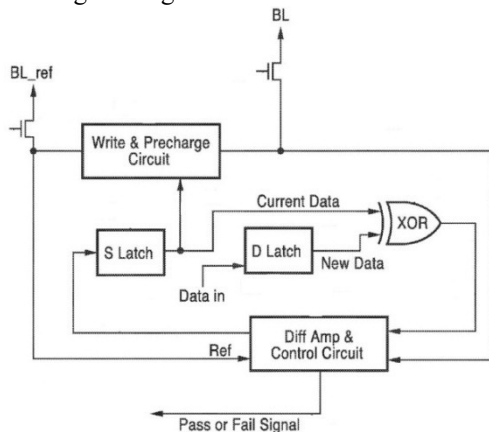 BL
BL_ref
Write & Precharge
Circuit
Current Data
XOR
S Latch
D Latch
New Data
Data in
Diff Amp &
Control Circuit
Ref
Pass or Fail Signal